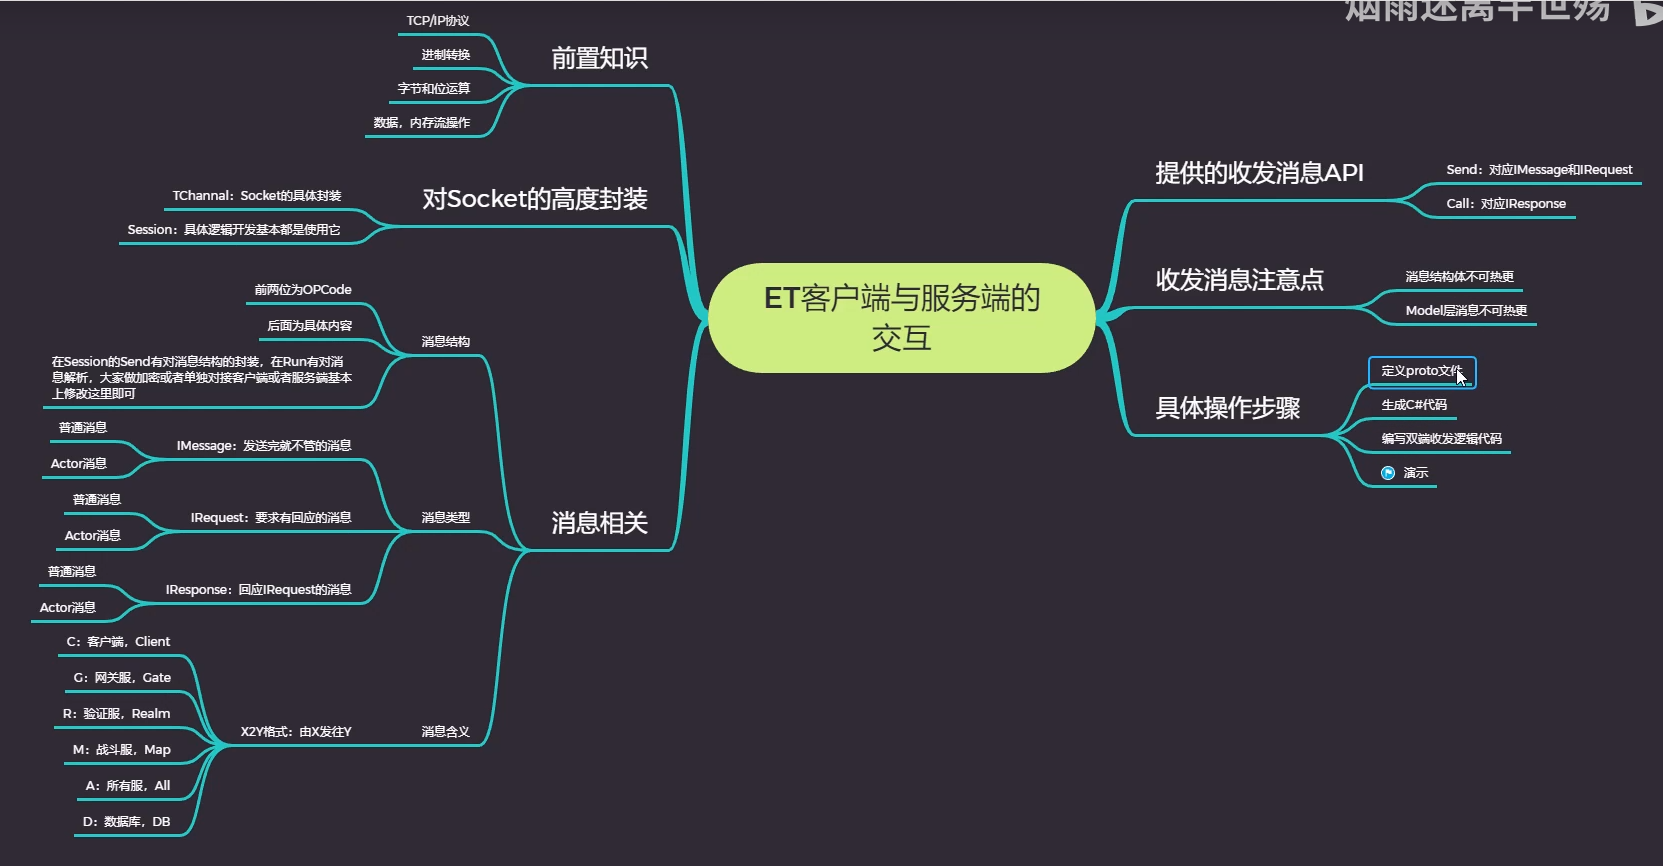 烟雨迷离半世殇
TCP/IP协议
进制转换
字节和位运算
数据，内存流操作
前置知识
TChannal：Socket的具体封装
Session：具体逻辑开发基本都是使用它
对Socket的高度封装
前两位为OPCode
后面为具体内容
在Session的Send有对消息结构的封装，在Run有对消
息解析，大家做加密或者单独对接客户端或者服务端基本
上修改这里即可
消息结构
普通消息
Actor消息
IMessage：发送完就不管的消息
普通消息
Actor消息
IRequest：要求有回应的消息
普通消息
Actor消息
IResponse：回应IRequest的消息
消息类型
C：客户端，Client
G：网关服，Gate
R：验证服，Realm
M：战斗服，Map
A：所有服，All
D：数据库，DB
X2Y格式：由X发往Y
消息含义
消息相关
ET客户端与服务端的
交互
提供的收发消息API
Send：对应IMessage和IRequest
Call：对应IResponse
收发消息注意点
消息结构体不可热更
Model层消息不可热更
具体操作步骤
定义proto文件
生成C#代码
编写双端收发逻辑代码
演示